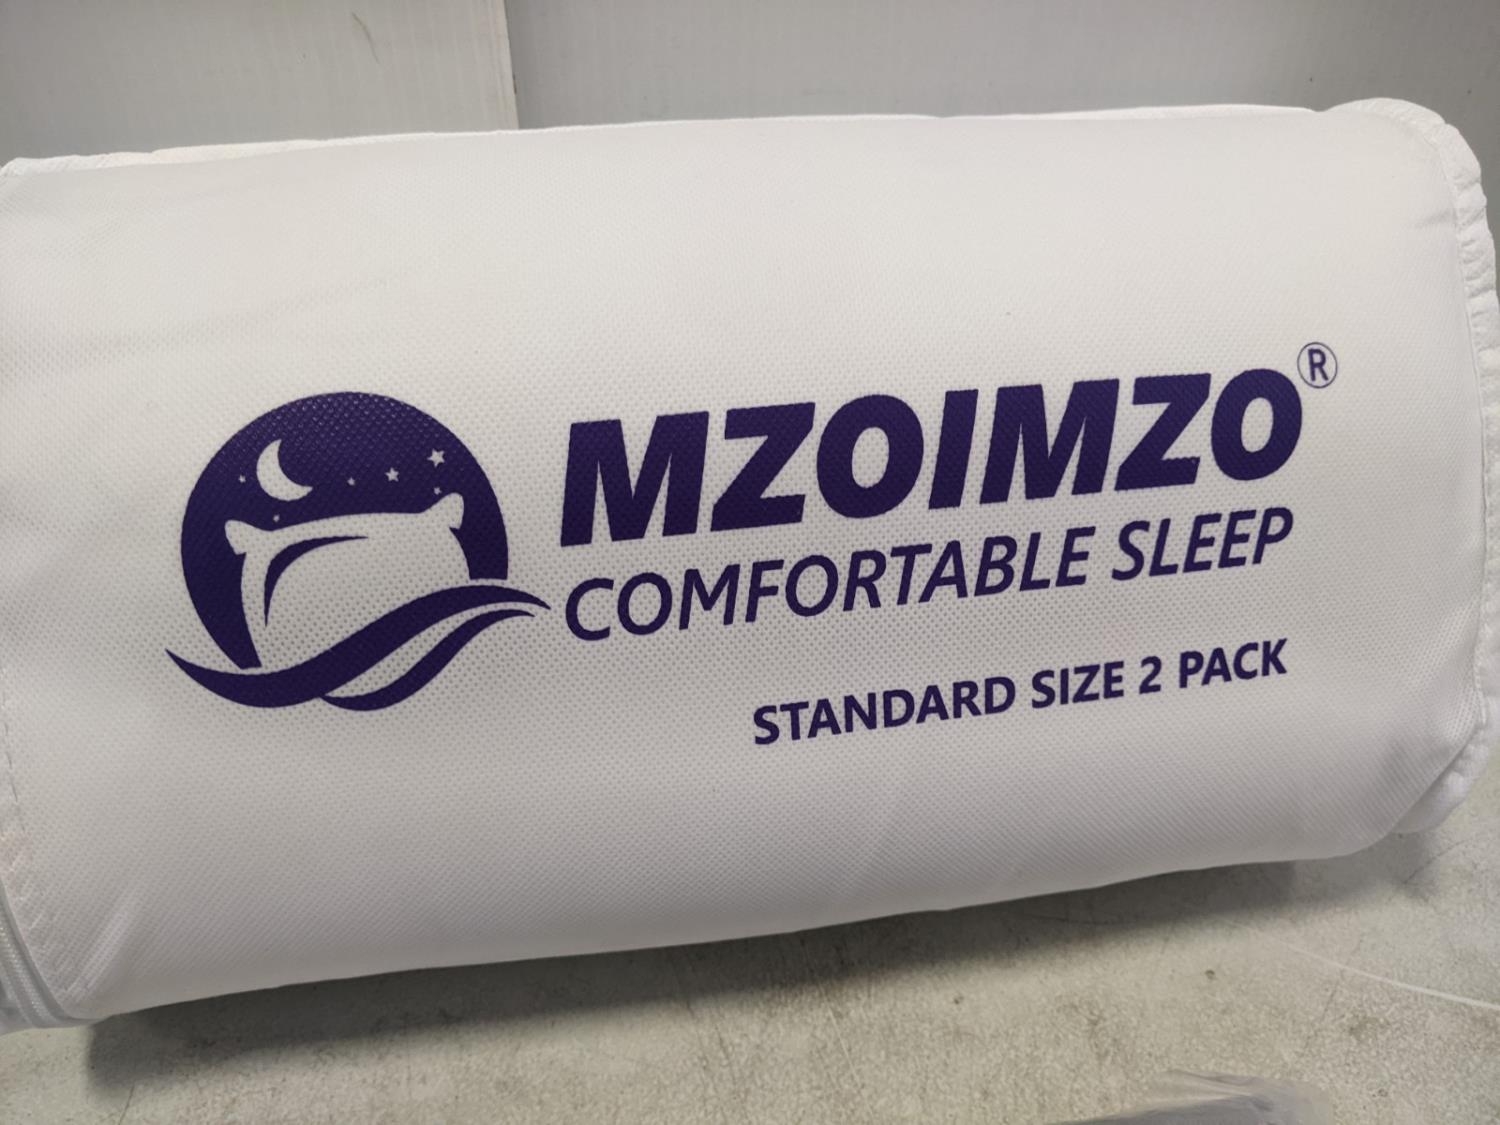 MZOIMZO®
COMFORTABLE SLEEP
STANDARD SIZE 2 PACK